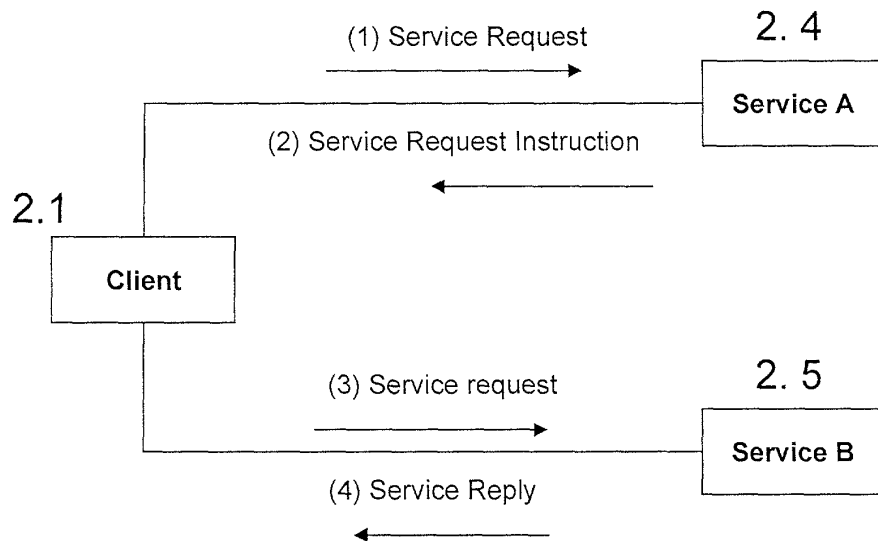 (1) Service Request
2. 4
Service A
(2) Service Request Instruction
2.1
Client
(3) Service request
2. 5
Service B
(4) Service Reply